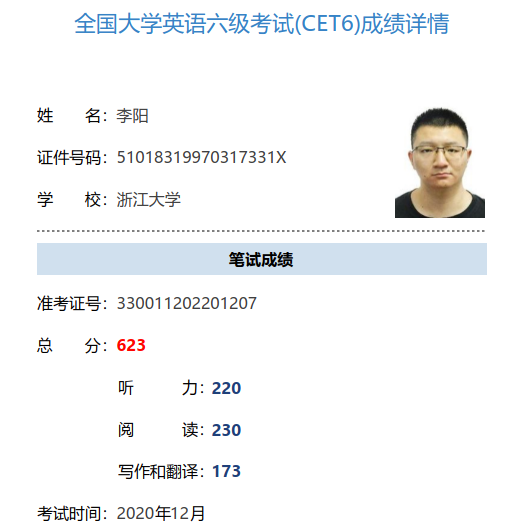 全国大学英语六级考试(CET6)成绩详情
姓 名：李阳
证件号码：51018319970317331X
学 校：浙江大学
笔试成绩
准考证号：330011202201207
总 分：623
听 力：220
阅 读：230
写作和翻译：173
考试时间：2020年12月